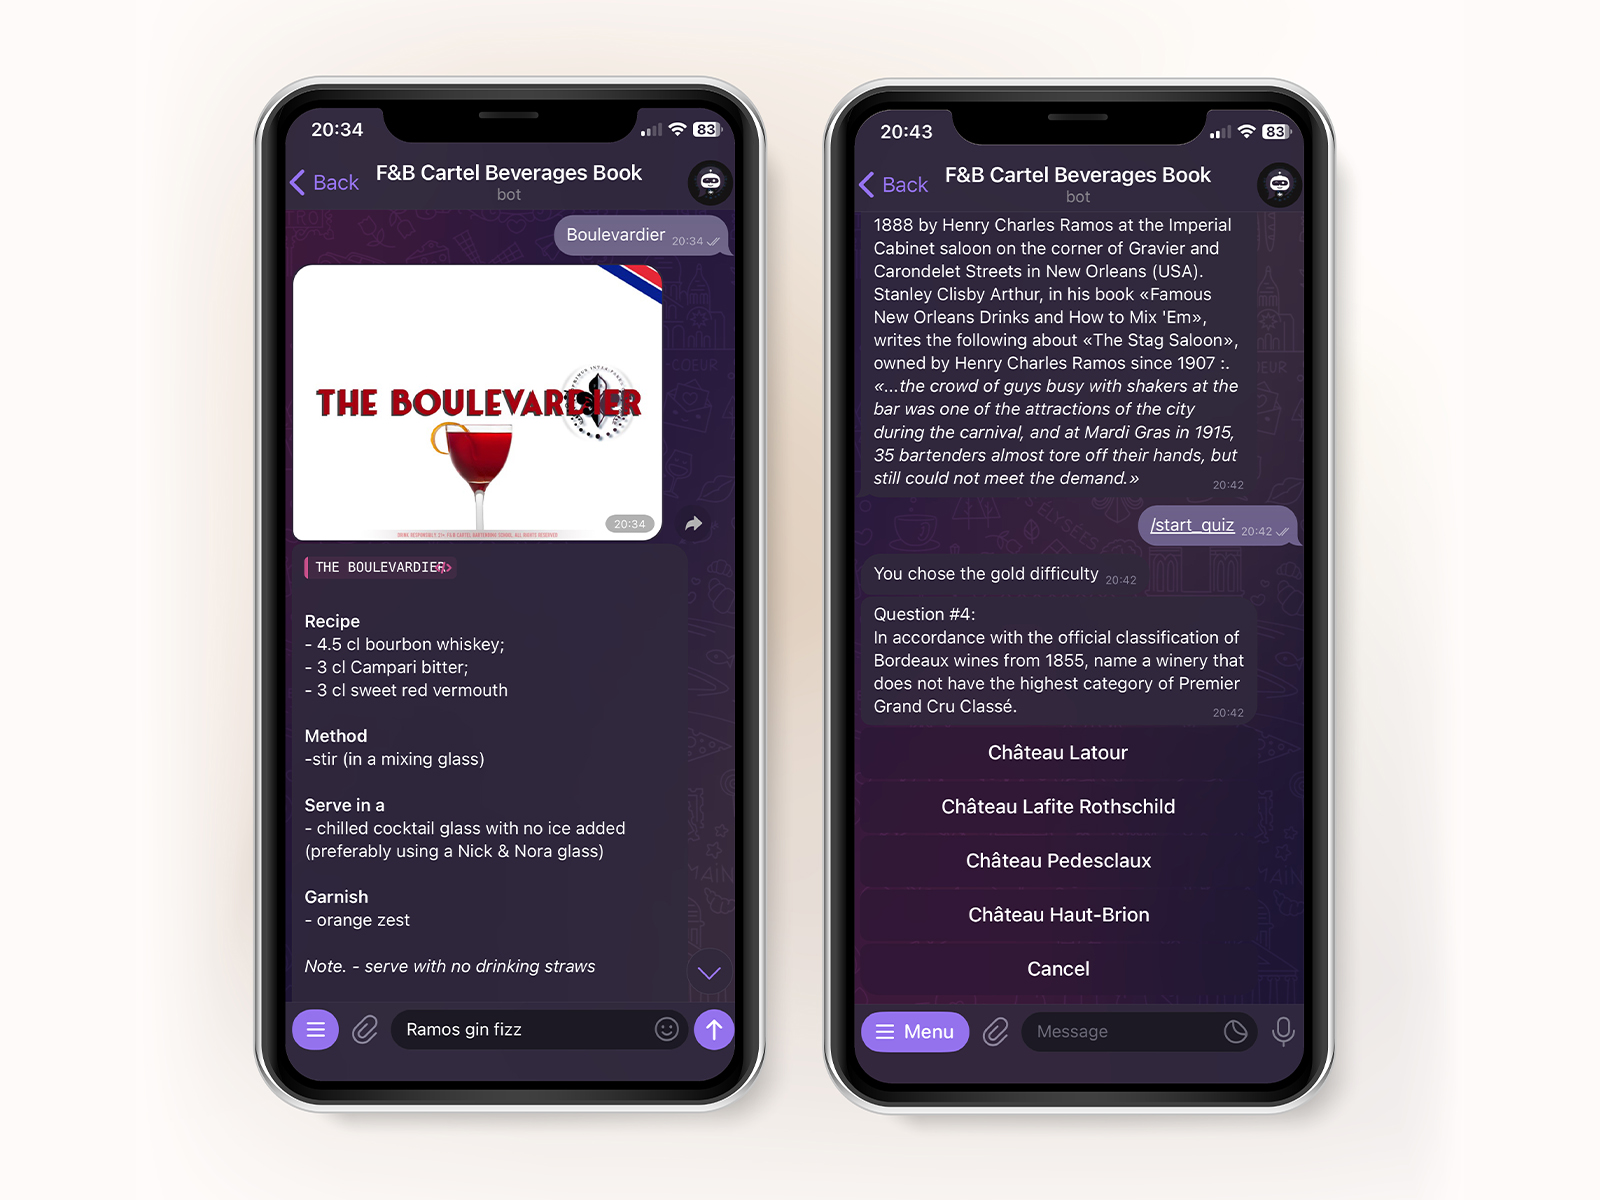 20:34
83
Back
F&B Cartel Beverages Book
bot
Boulevardier 20:34
THE BOULEVARDIER
20:34
DRINK RESPONSIBLY 21+ F&B CARTEL BARTENDING SCHOOL. ALL RIGHTS RESERVED
THE BOULEVARDIER
Recipe
- 4.5 cl bourbon whiskey;
- 3 cl Campari bitter;
- 3 cl sweet red vermouth
Method
-stir (in a mixing glass)
Serve in a
- chilled cocktail glass with no ice added
(preferably using a Nick & Nora glass)
Garnish
- orange zest
Note. - serve with no drinking straws
Ramos gin fizz
20:43
83
Back
F&B Cartel Beverages Book
bot
1888 by Henry Charles Ramos at the Imperial
Cabinet saloon on the corner of Gravier and
Carondelet Streets in New Orleans (USA).
Stanley Clisby Arthur, in his book «Famous
New Orleans Drinks and How to Mix 'Em»,
writes the following about «The Stag Saloon»,
owned by Henry Charles Ramos since 1907 :.
«...the crowd of guys busy with shakers at the
bar was one of the attractions of the city
during the carnival, and at Mardi Gras in 1915,
35 bartenders almost tore off their hands, but
still could not meet the demand.»
20:42
/start_quiz 20:42
You chose the gold difficulty 20:42
Question #4:
In accordance with the official classification of
Bordeaux wines from 1855, name a winery that
does not have the highest category of Premier
Grand Cru Classé.
20:42
Château Latour
Château Lafite Rothschild
Château Pedesclaux
Château Haut-Brion
Cancel
Menu
Message